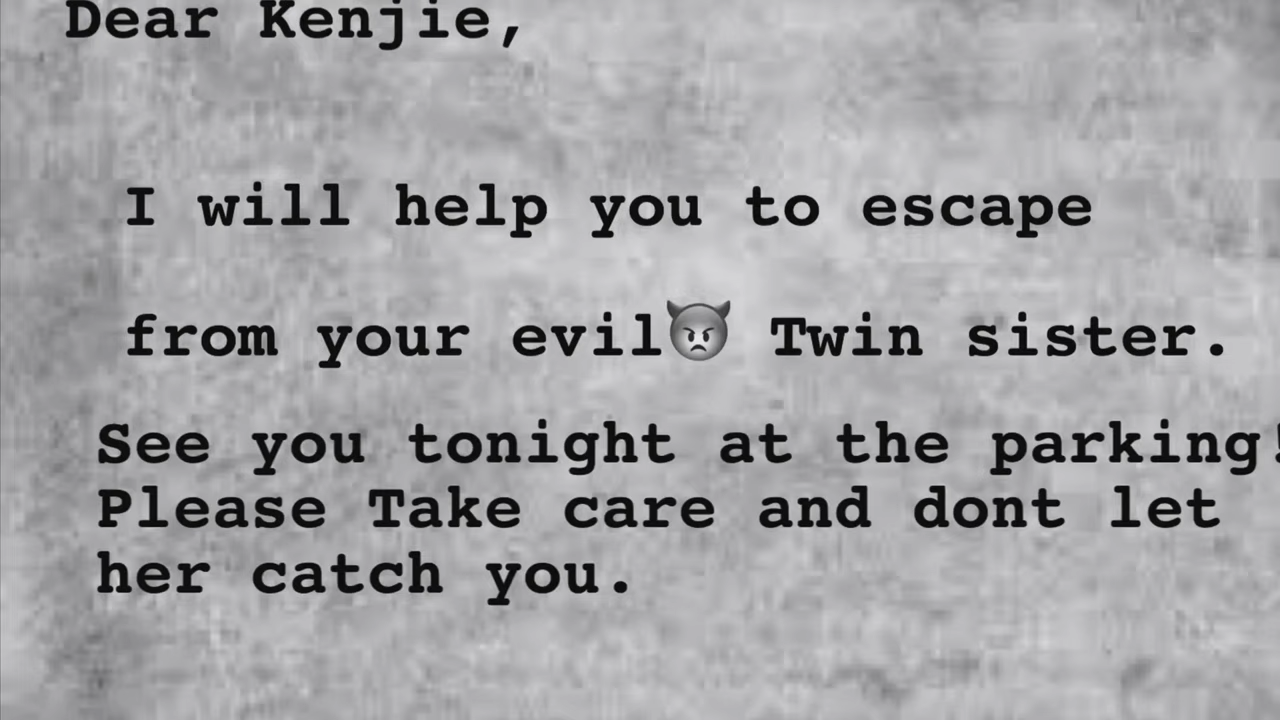 Dear Kenjie,
I will help you to escape
from your evil👿 Twin sister.
See you tonight at the parking!
Please Take care and dont let
her catch you.